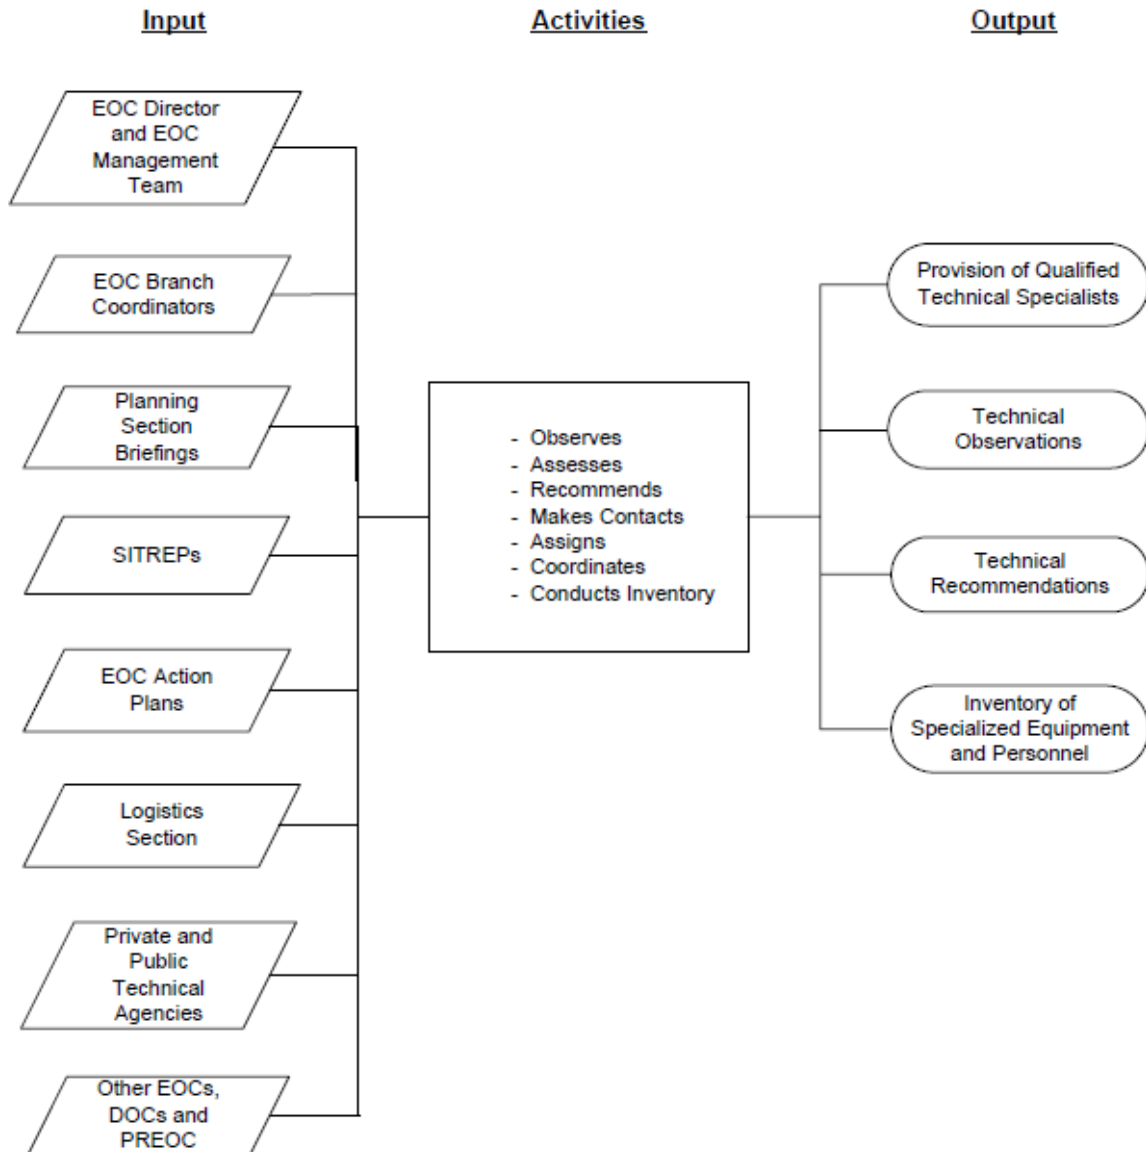 Input
Activities
Output
EOC Director
and EOC
Management
Team
EOC Branch
Coordinators
Planning
Section
Briefings
SITREPs
EOC Action
Plans
Logistics
Section
Private and
Public
Technical
Agencies
Other EOCs,
DOCs and
PREOC
- Observes
- Assesses
- Recommends
- Makes Contacts
- Assigns
- Coordinates
- Conducts Inventory
Provision of Qualified
Technical Specialists
Technical
Observations
Technical
Recommendations
Inventory of
Specialized Equipment
and Personnel